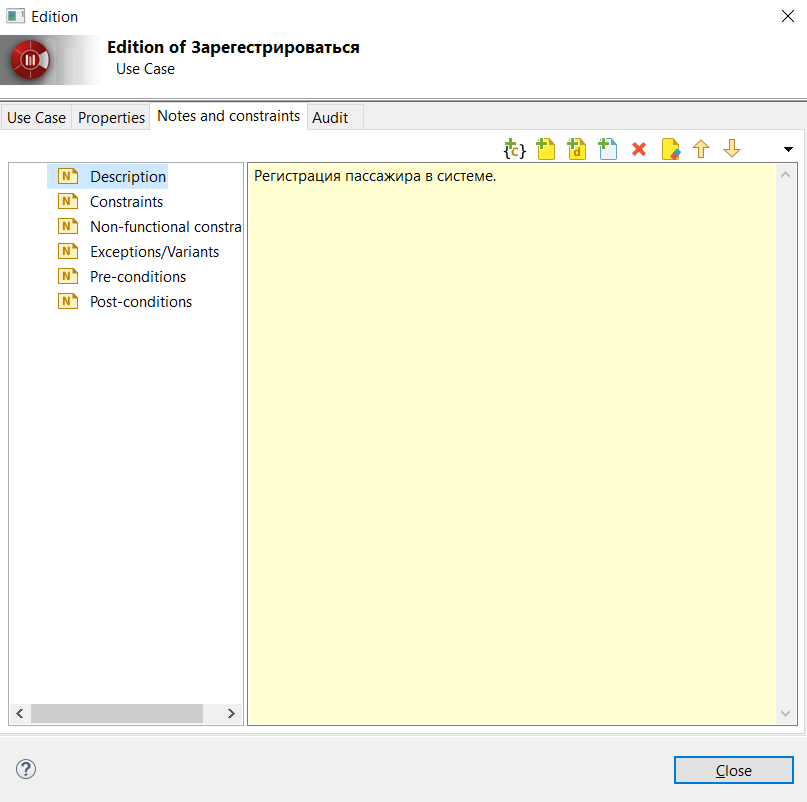 Edition
Edition of Зарегестрироваться
Use Case
Use Case Properties Notes and constraints Audit
{c} d
N Description
N Constraints
N Non-functional constra
N Exceptions/Variants
N Pre-conditions
N Post-conditions
Регистрация пассажира в системе.
?
Close